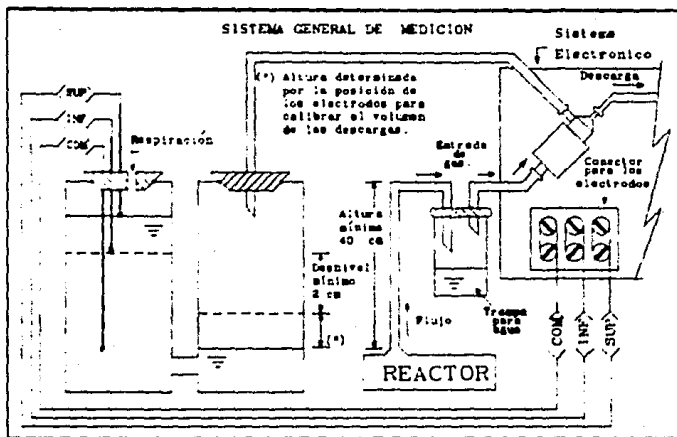 SISTEMA GENERAL DE MEDICION
Sistema
Electronico
Descarga
(*) Altura determinada
por la posición de
los electrodos para
calibrar el volumen
de las descargas.
SUP
INF
COM
Respiración
Entrada
de
gas.
Conector
para los
electrodos
Altura
mínima
40 cm
Desnivel
mínimo
2 cm
(*)
Flujo
Trampa
para
agua
REACTOR
COM
INF
SUP